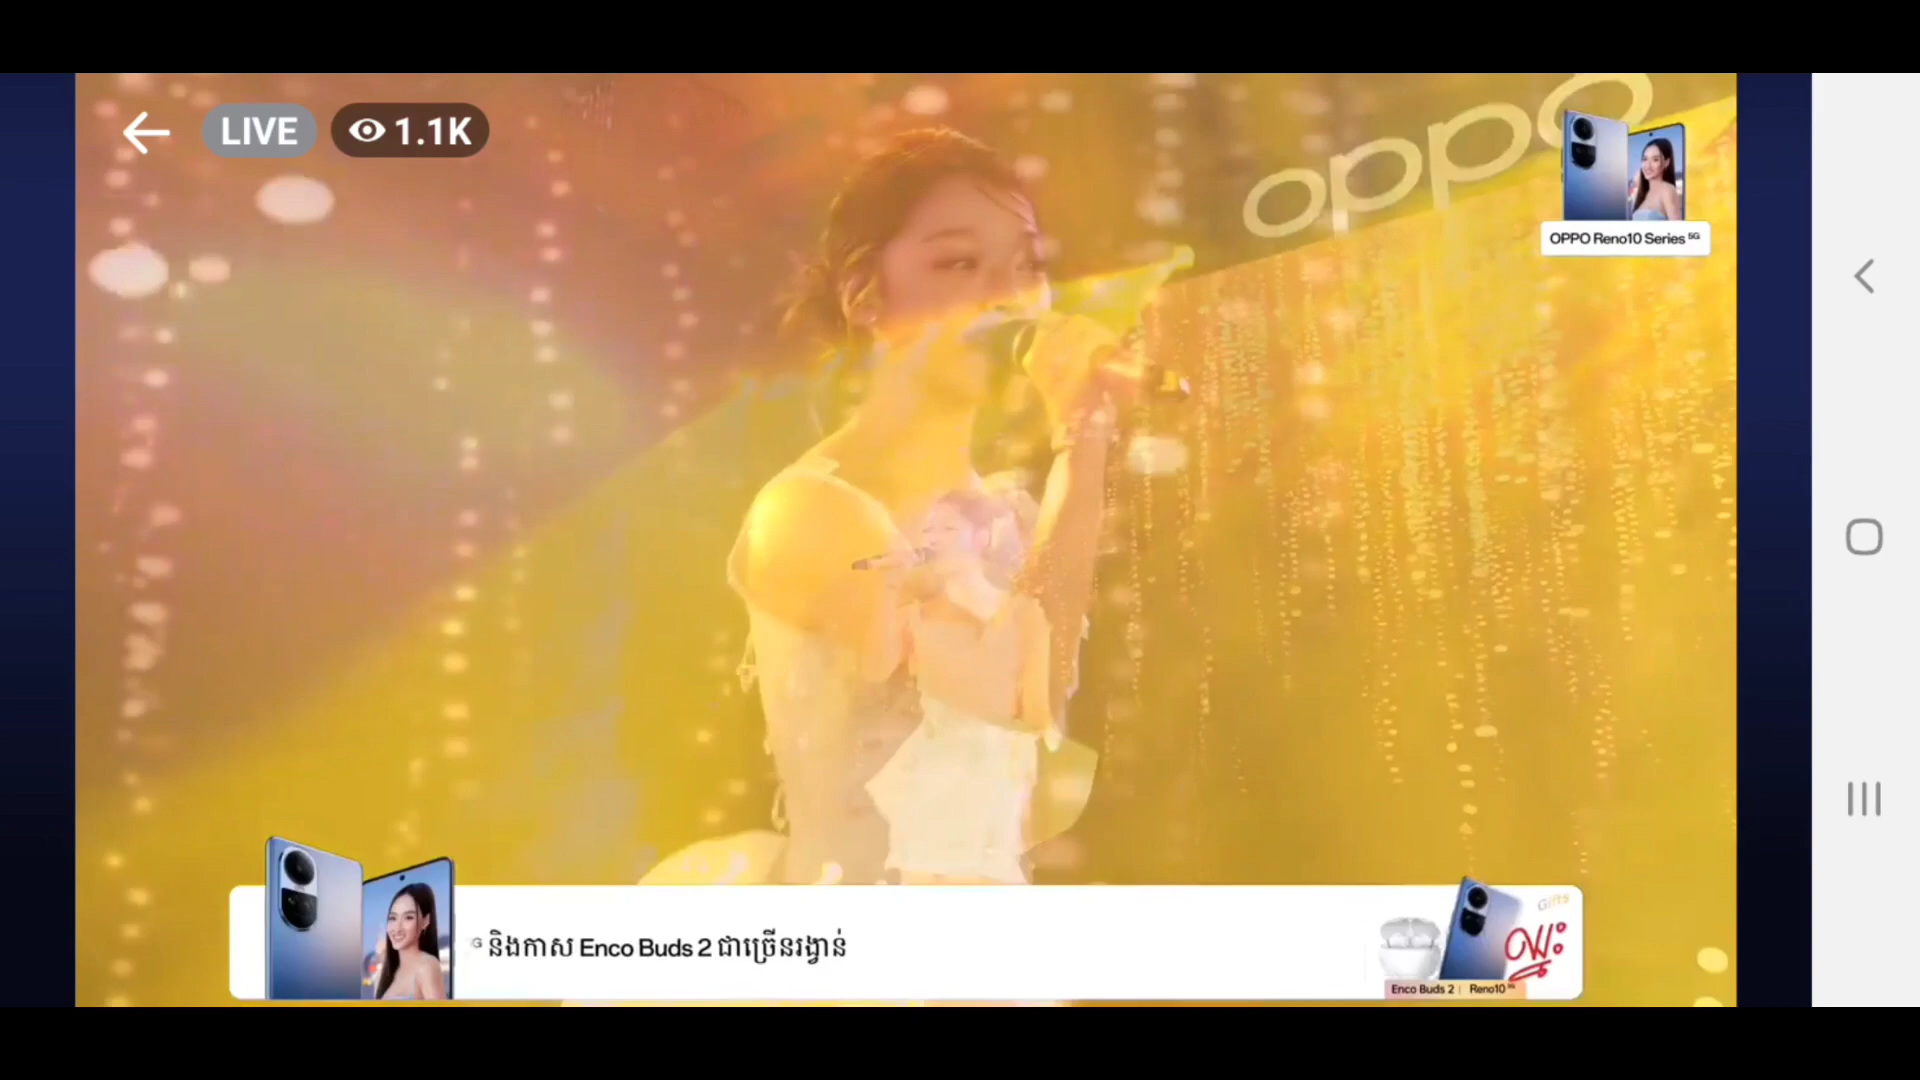 LIVE
1.1K
oppo
OPPO Reno10 Series 5G
និងកាស Enco Buds 2 ជាច្រើនរង្វាន់
Gifts
Enco Buds 2 | Reno10 5G